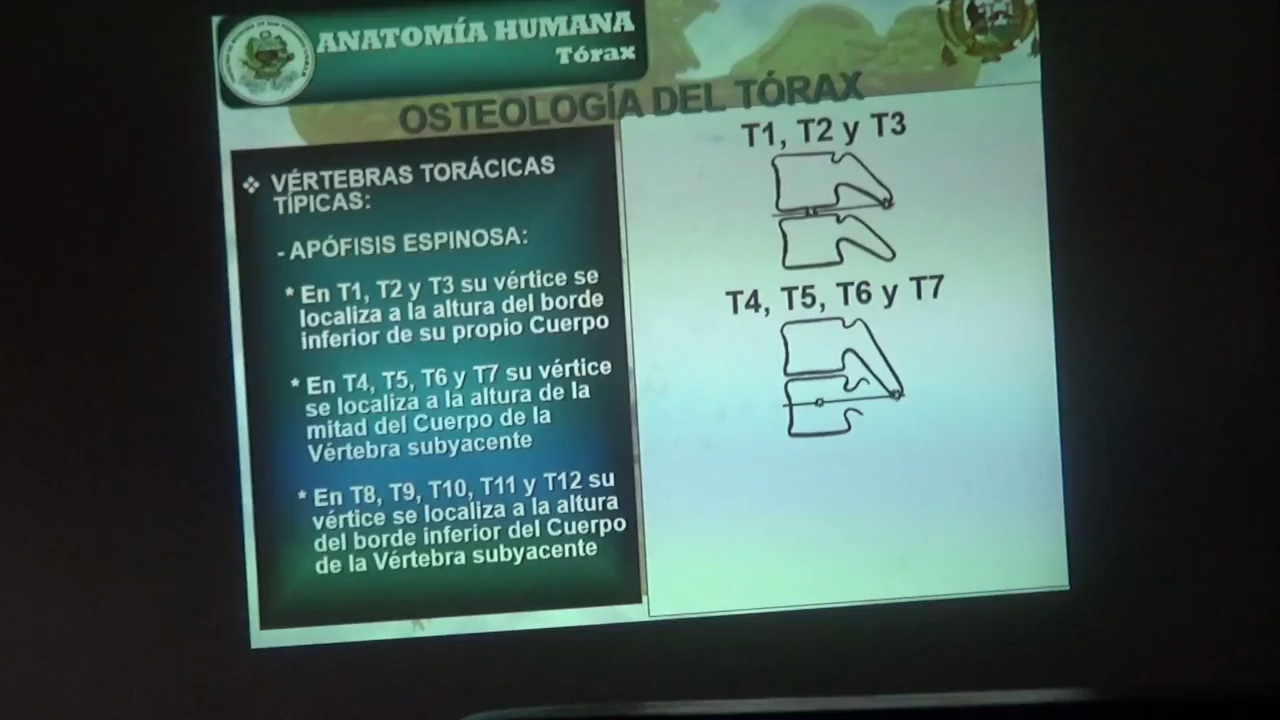 ANATOMÍA HUMANA
Tórax
OSTEOLOGÍA DEL TÓRAX
❖ VÉRTEBRAS TORÁCICAS
TÍPICAS:
- APÓFISIS ESPINOSA:
* En T1, T2 y T3 su vértice se
localiza a la altura del borde
inferior de su propio Cuerpo
* En T4, T5, T6 y T7 su vértice
se localiza a la altura de la
mitad del Cuerpo de la
Vértebra subyacente
* En T8, T9, T10, T11 y T12 su
vértice se localiza a la altura
del borde inferior del Cuerpo
de la Vértebra subyacente
T1, T2 y T3
T4, T5, T6 y T7